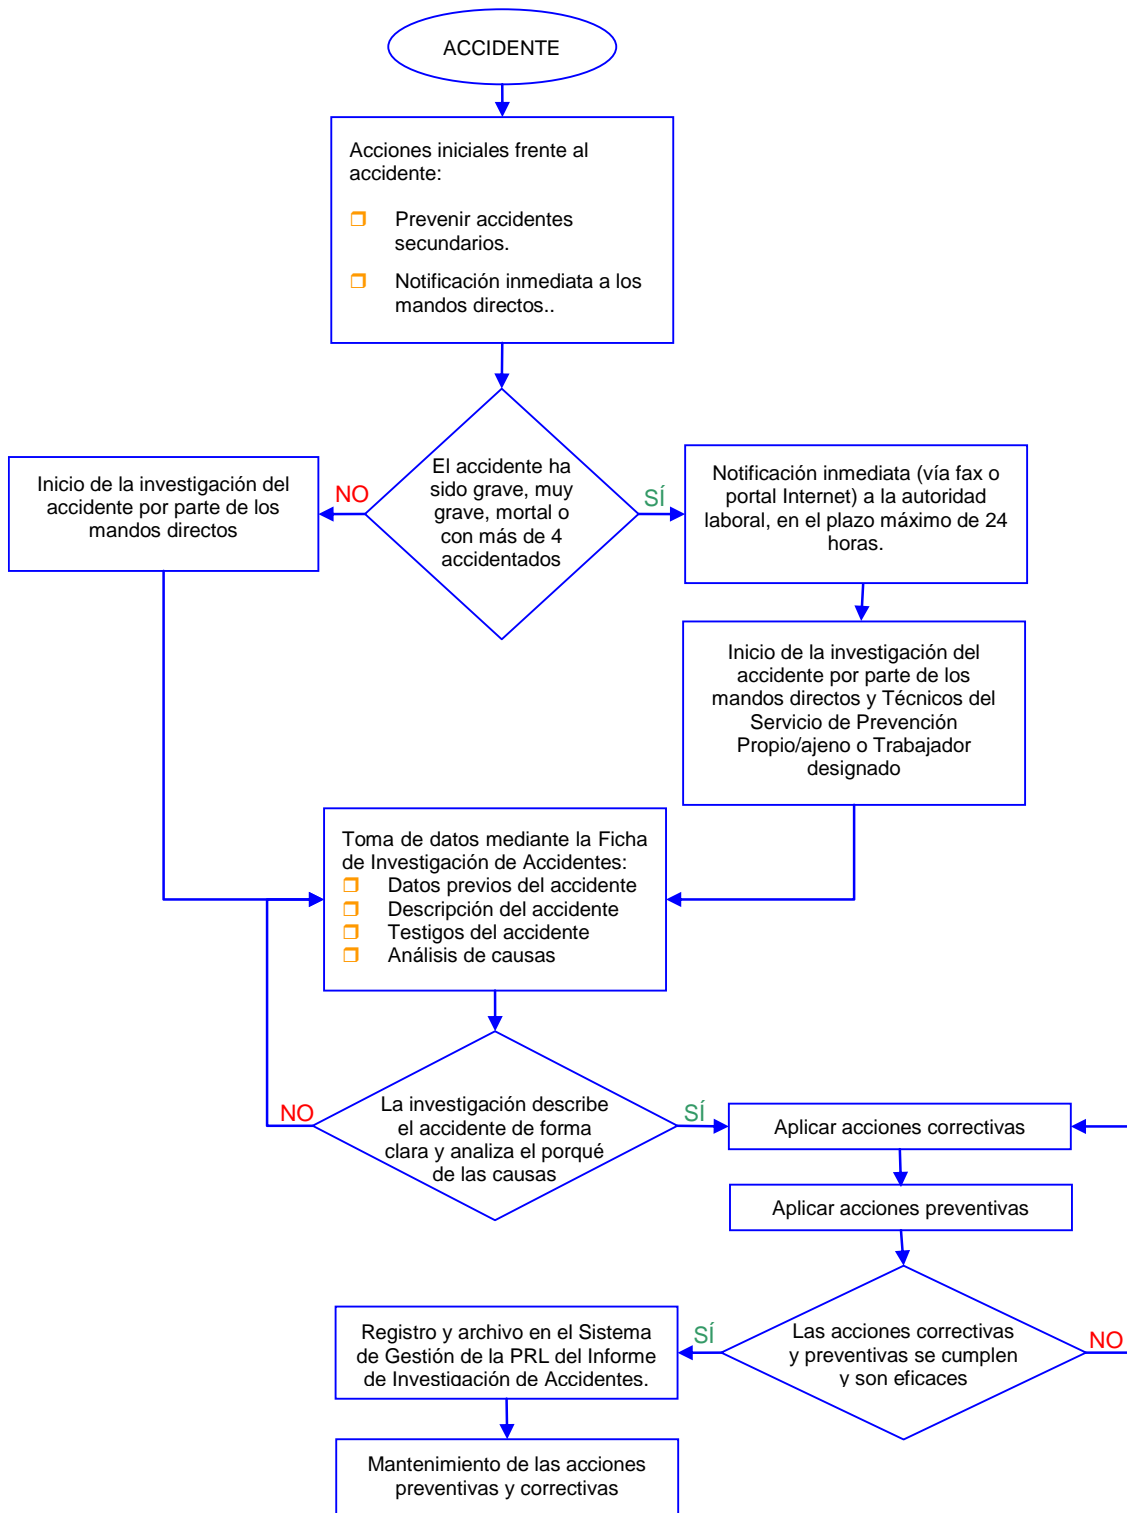 ACCIDENTE
Acciones iniciales frente al
accidente:
Prevenir accidentes
secundarios.
Notificación inmediata a los
mandos directos..
El accidente ha
sido grave, muy
grave, mortal o
con más de 4
accidentados
NO
SÍ
Inicio de la investigación del
accidente por parte de los
mandos directos
Notificación inmediata (vía fax o
portal Internet) a la autoridad
laboral, en el plazo máximo de 24
horas.
Inicio de la investigación del
accidente por parte de los
mandos directos y Técnicos del
Servicio de Prevención
Propio/ajeno o Trabajador
designado
Toma de datos mediante la Ficha
de Investigación de Accidentes:
Datos previos del accidente
Descripción del accidente
Testigos del accidente
Análisis de causas
NO
La investigación describe
el accidente de forma
clara y analiza el porqué
de las causas
SÍ
Aplicar acciones correctivas
Aplicar acciones preventivas
Las acciones correctivas
y preventivas se cumplen
y son eficaces
SÍ
NO
Registro y archivo en el Sistema
de Gestión de la PRL del Informe
de Investigación de Accidentes.
Mantenimiento de las acciones
preventivas y correctivas